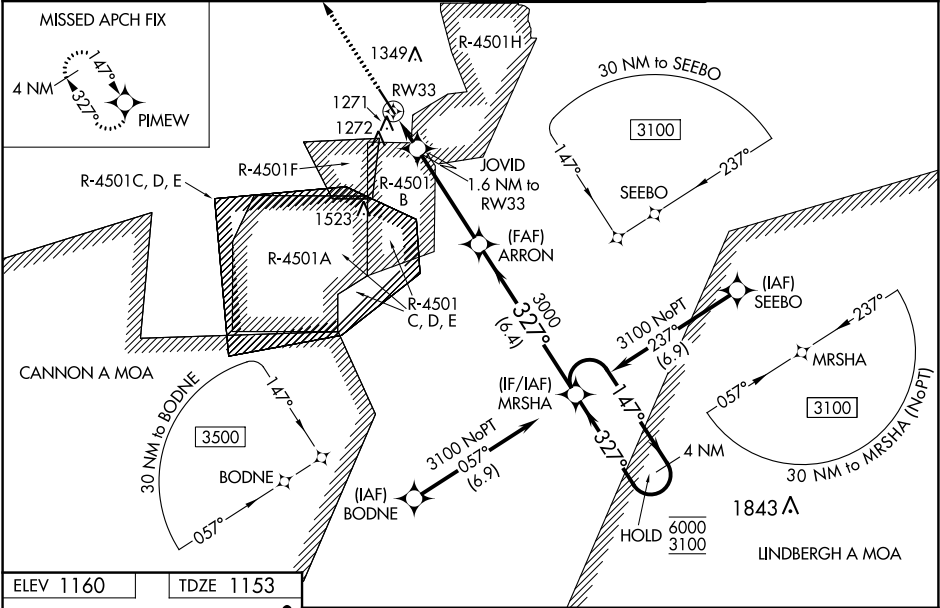 MISSED APCH FIX
4 NM
147°
327°
PIMEW
1349
R-4501H
RW33
1271
1272
R-4501F
R-4501
B
JOVID
1.6 NM to
RW33
R-4501C, D, E
1523
R-4501A
R-4501
C, D, E
(FAF)
ARRON
30 NM to SEEBO
3100
147°
237°
SEEBO
3000
327°
(6.4)
(IAF)
SEEBO
3100 NoPT
237°
(6.9)
CANNON A MOA
(IF/IAF)
MRSHA
237°
MRSHA
057°
3100
30 NM to MRSHA (NoPT)
30 NM to BODNE
147°
3500
BODNE
057°
3100 NoPT
057°
(6.9)
(IAF)
BODNE
147°
327°
4 NM
HOLD
6000
3100
1843
LINDBERGH A MOA
ELEV 1160
TDZE 1153